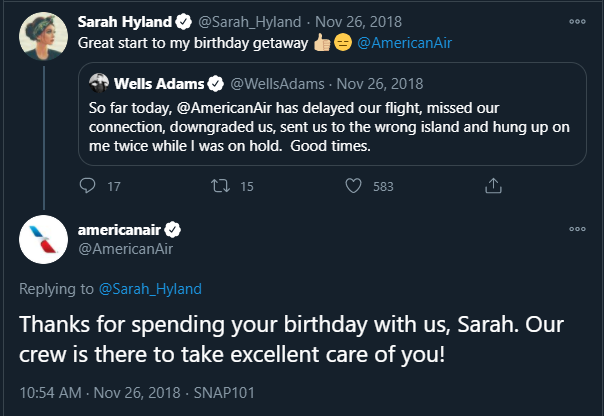 Sarah Hyland @Sarah_Hyland · Nov 26, 2018
Great start to my birthday getaway 👍🏼😑 @AmericanAir
Wells Adams @WellsAdams · Nov 26, 2018
So far today, @AmericanAir has delayed our flight, missed our
connection, downgraded us, sent us to the wrong island and hung up on
me twice while I was on hold.  Good times.
17 15 583
americanair
@AmericanAir
Replying to @Sarah_Hyland
Thanks for spending your birthday with us, Sarah. Our
crew is there to take excellent care of you!
10:54 AM · Nov 26, 2018 · SNAP101